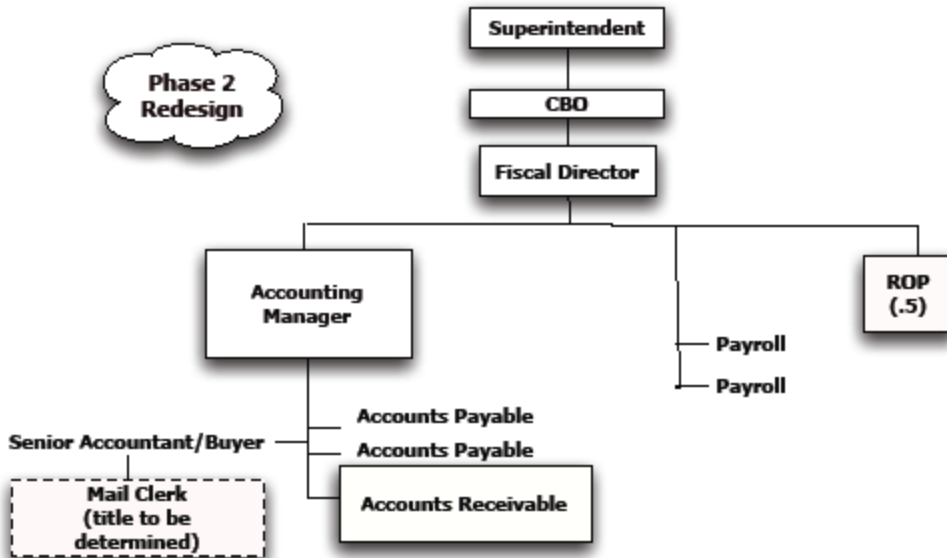 Superintendent
Phase 2
Redesign
CBO
Fiscal Director
Accounting
Manager
ROP
(.5)
Payroll
Payroll
Accounts Payable
Senior Accountant/Buyer
Accounts Payable
Mail Clerk
(title to be
determined)
Accounts Receivable